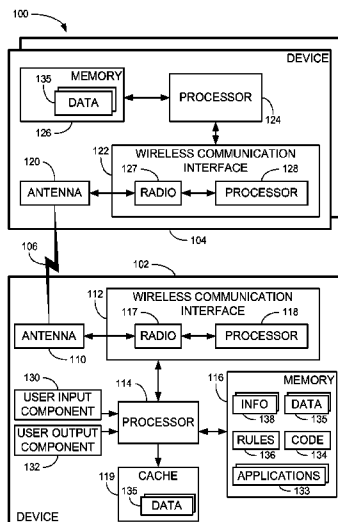 100
DEVICE
MEMORY
135
DATA
126
PROCESSOR
124
WIRELESS COMMUNICATION
INTERFACE
122
127
128
120
ANTENNA
RADIO
PROCESSOR
104
106
102
WIRELESS COMMUNICATION
INTERFACE
112
117
118
ANTENNA
RADIO
PROCESSOR
110
130
USER INPUT
COMPONENT
114
PROCESSOR
USER OUTPUT
COMPONENT
132
116
MEMORY
INFO
DATA
138
135
RULES
CODE
136
134
APPLICATIONS
133
CACHE
119
135
DATA
DEVICE